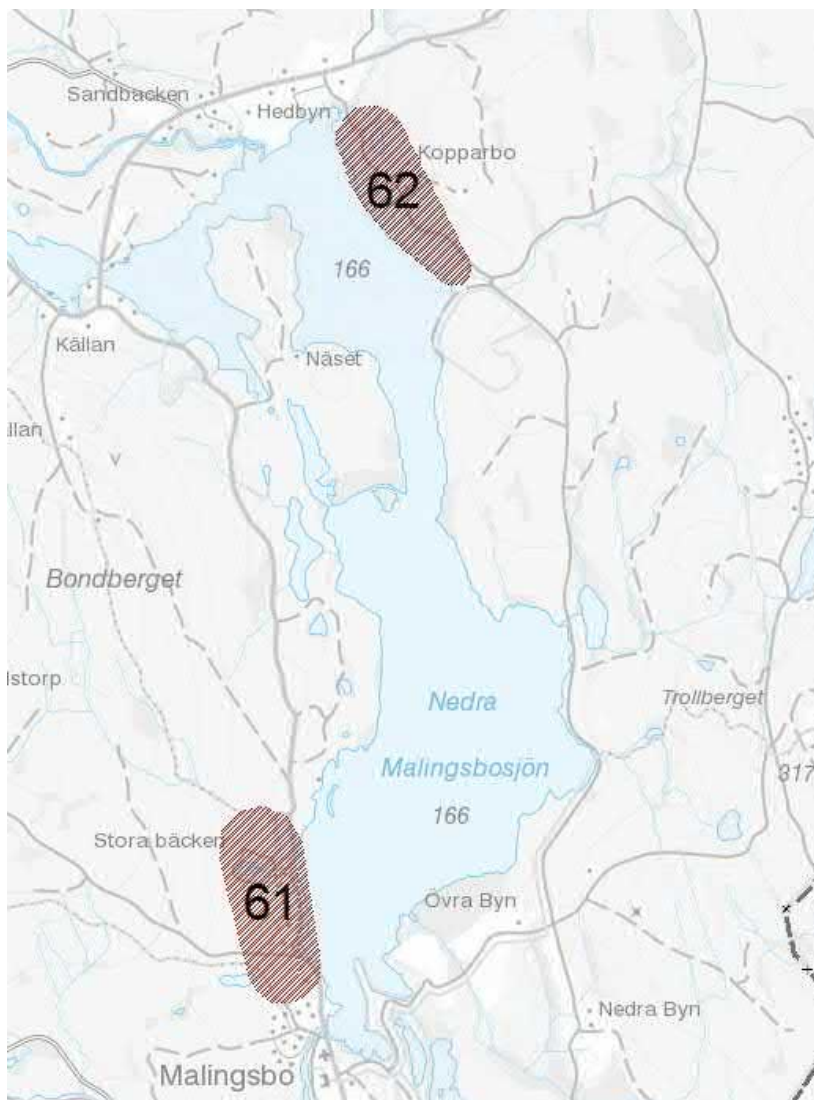 Sandbacken
Hedbyn
Kopparbo
62
166
Källan
Näset
llan
Bondberget
lstorp
Nedra
Malingsbosjön
166
Trollberget
317
Stora bäcken
61
Övra Byn
Nedra Byn
Malingsbo